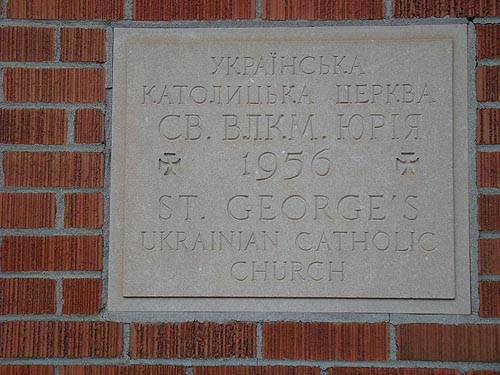 УКРАЇНСЬКА
КАТОЛИЦЬКА ЦЕРКВА
СВ. ВЛКМ. ЮРІЯ
1956
ST. GEORGE'S
UKRAINIAN CATHOLIC
CHURCH